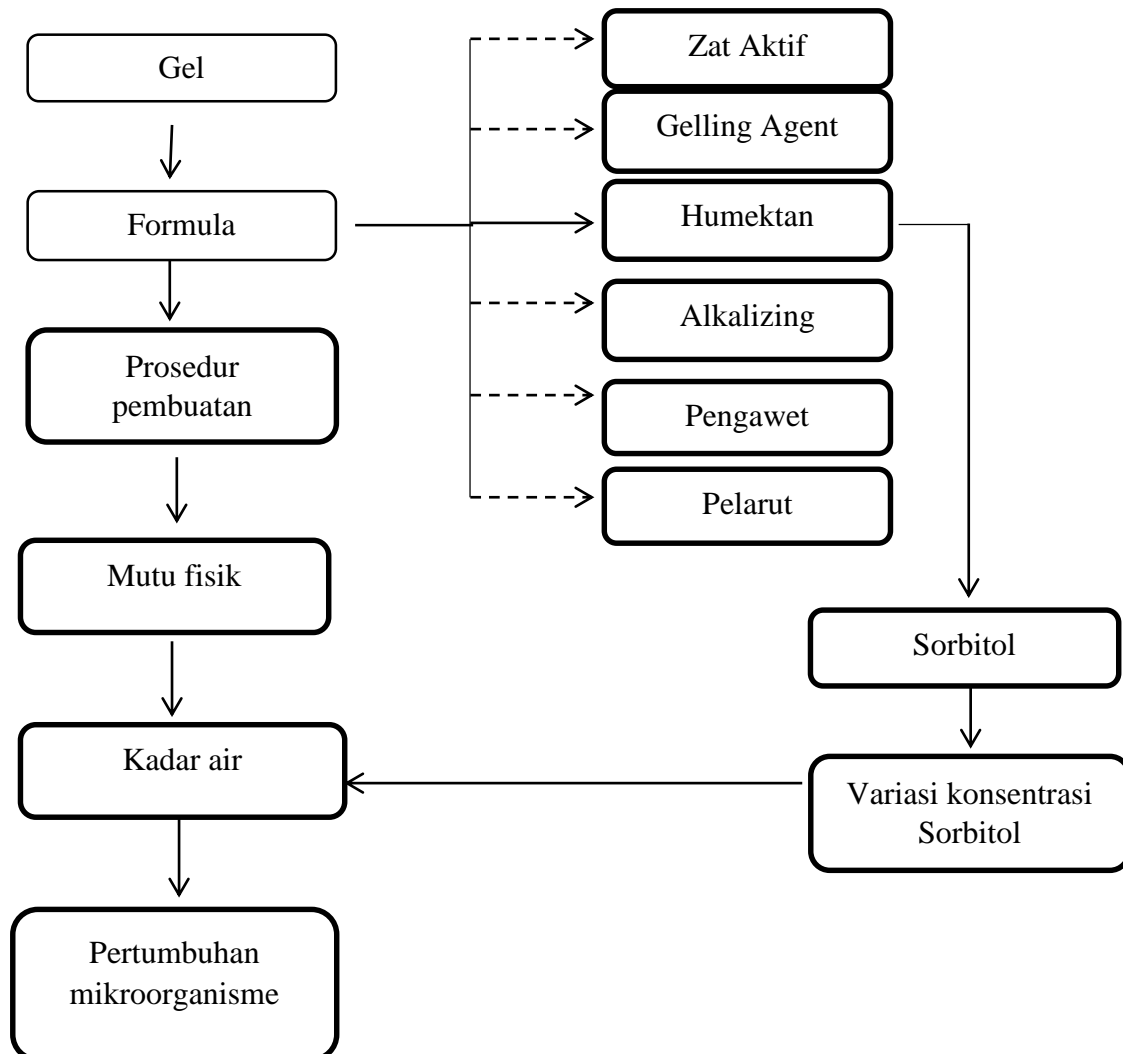 Gel
Formula
Prosedur
pembuatan
Mutu fisik
Kadar air
Pertumbuhan
mikroorganisme
Zat Aktif
Gelling Agent
Humektan
Alkalizing
Pengawet
Pelarut
Sorbitol
Variasi konsentrasi
Sorbitol